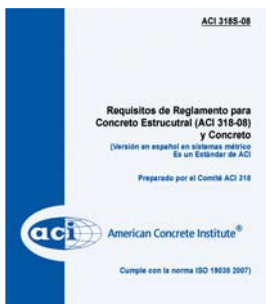 ACI 318S-08
Requisitos de Reglamento para
Concreto Estrucutral (ACI 318-08)
y Concreto
(Versión en español en sistemas métrico
Es un Estándar de ACI
Preparado por el Comité ACI 318
aci
American Concrete Institute®
Cumple con la norma ISO 19038 2007)